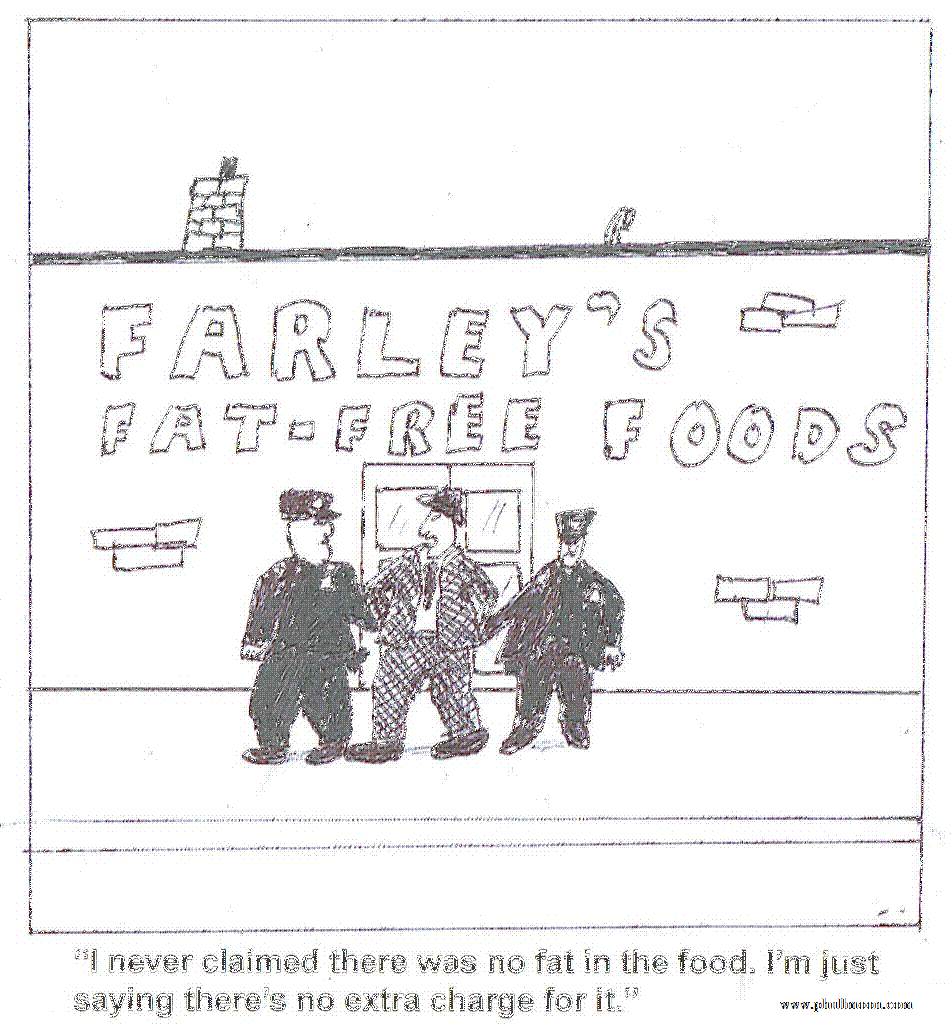 FARLEY'S
FAT-FREE FOODS
"I never claimed there was no fat in the food. I'm just
saying there's no extra charge for it."